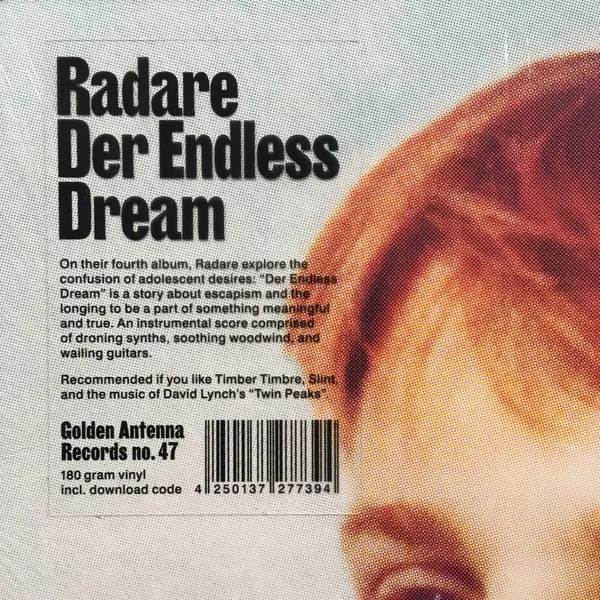 Radare
Der Endless
Dream
On their fourth album, Radare explore the
confusion of adolescent desires: “Der Endless
Dream” is a story about escapism and the
longing to be a part of something meaningful
and true. An instrumental score comprised
of droning synths, soothing woodwind, and
wailing guitars.
Recommended if you like Timber Timbre, Slint,
and the music of David Lynch’s “Twin Peaks”.
Golden Antenna
Records no. 47
180 gram vinyl
incl. download code
4 250137 277394